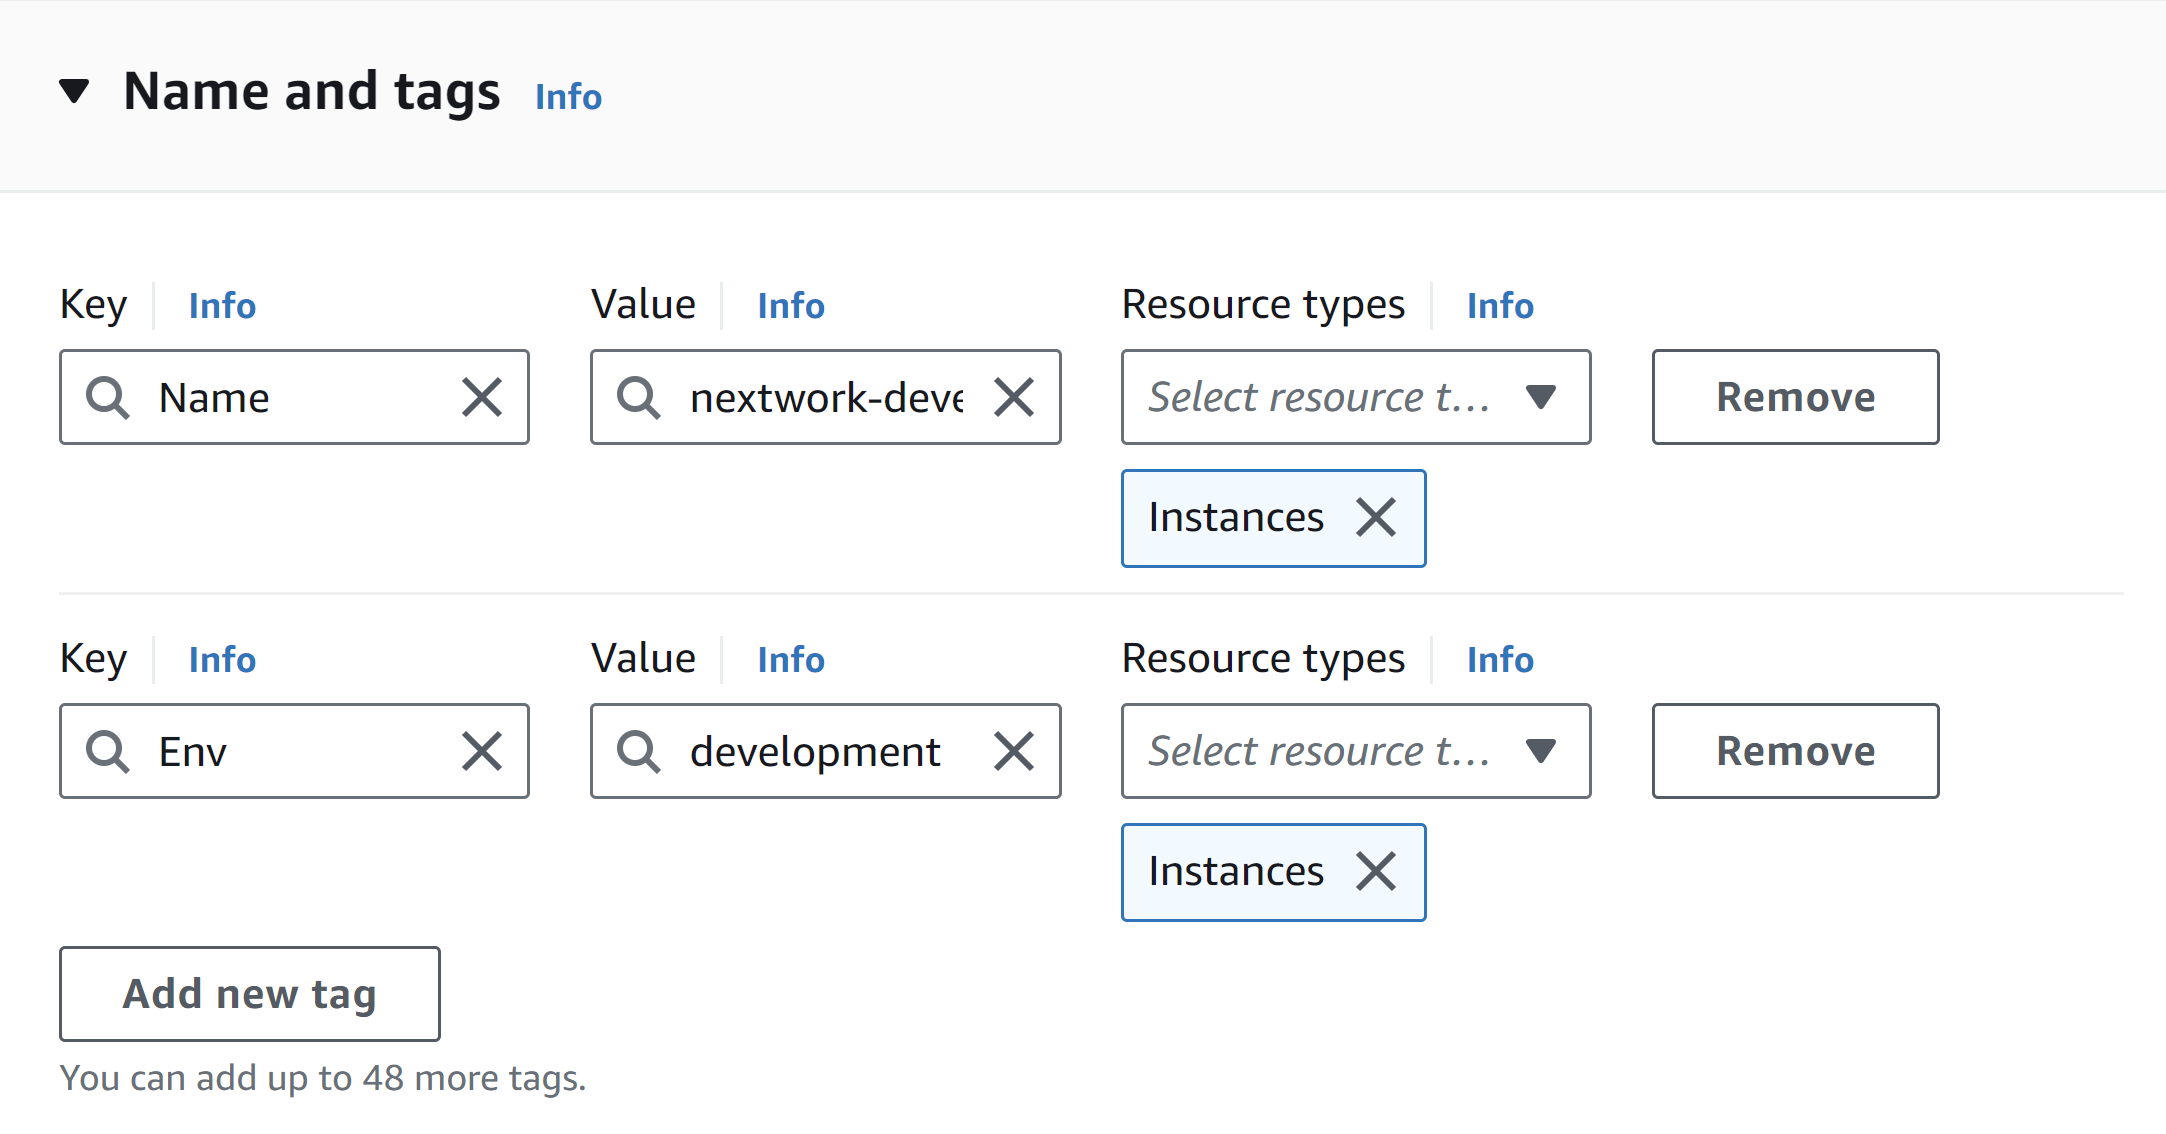 Name and tags Info
Key Info Value Info Resource types Info
Name nextwork-deve Select resource t... Remove
Instances
Key Info Value Info Resource types Info
Env development Select resource t... Remove
Instances
Add new tag
You can add up to 48 more tags.